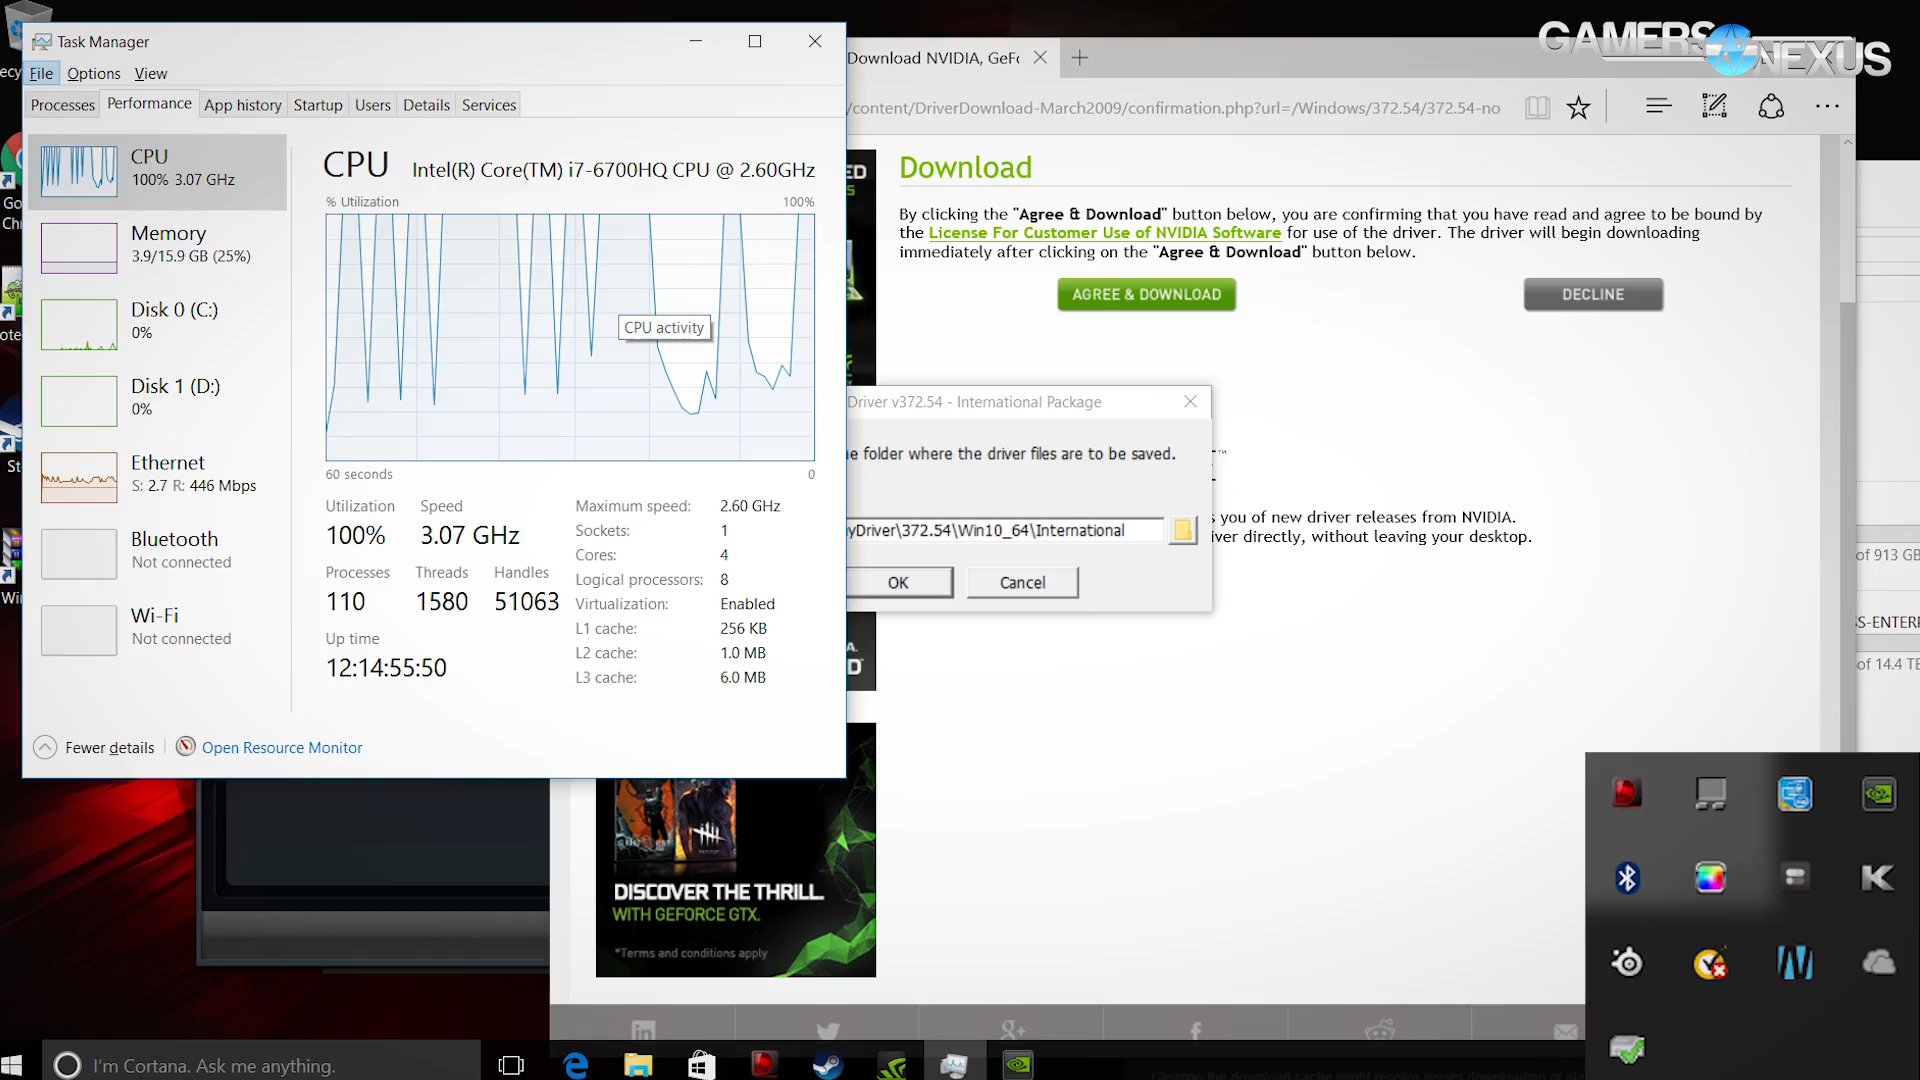 GAMERS NEXUS
Task Manager
File Options View
Processes Performance App history Startup Users Details Services
CPU
100% 3.07 GHz
Memory
3.9/15.9 GB (25%)
Disk 0 (C:)
0%
Disk 1 (D:)
0%
Ethernet
S: 2.7 R: 446 Mbps
Bluetooth
Not connected
Wi-Fi
Not connected
CPU Intel(R) Core(TM) i7-6700HQ CPU @ 2.60GHz
% Utilization 100%
CPU activity
60 seconds 0
Utilization Speed
100% 3.07 GHz
Processes Threads Handles
110 1580 51063
Up time
12:14:55:50
Maximum speed: 2.60 GHz
Sockets: 1
Cores: 4
Logical processors: 8
Virtualization: Enabled
L1 cache: 256 KB
L2 cache: 1.0 MB
L3 cache: 6.0 MB
Fewer details Open Resource Monitor
Download NVIDIA, GeFo
/content/DriverDownload-March2009/confirmation.php?url=/Windows/372.54/372.54-no
Download
By clicking the "Agree & Download" button below, you are confirming that you have read and agree to be bound by
the License For Customer Use of NVIDIA Software for use of the driver. The driver will begin downloading
immediately after clicking on the "Agree & Download" button below.
AGREE & DOWNLOAD DECLINE
Driver v372.54 - International Package
e folder where the driver files are to be saved.
yDriver\372.54\Win10_64\International
OK Cancel
™
s you of new driver releases from NVIDIA.
iver directly, without leaving your desktop.
of 913 GB
SS-ENTERP
of 14.4 TB
DISCOVER THE THRILL.
WITH GEFORCE GTX.
*Terms and conditions apply
I'm Cortana. Ask me anything.